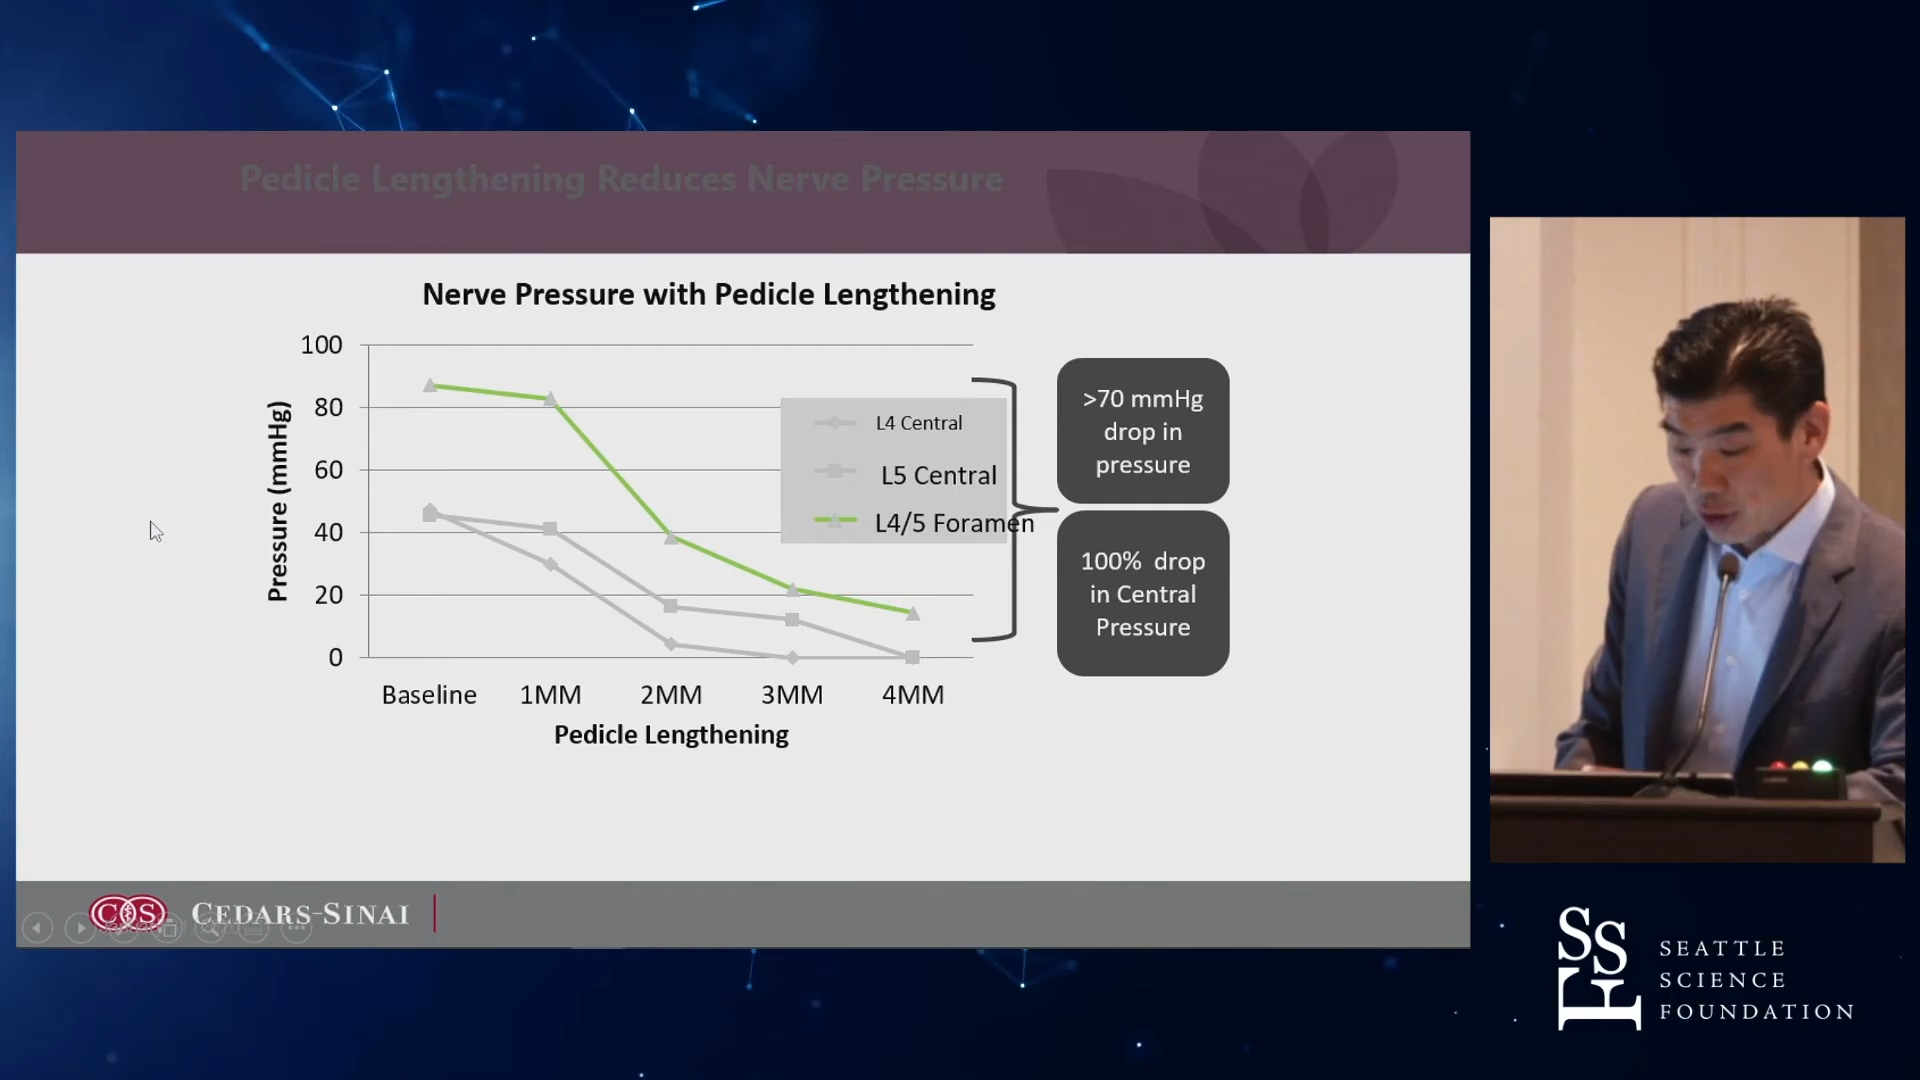 Pedicle Lengthening Reduces Nerve Pressure
Nerve Pressure with Pedicle Lengthening
Pressure (mmHg)
100
80
60
40
20
0
Baseline
1MM
2MM
3MM
4MM
Pedicle Lengthening
L4 Central
L5 Central
L4/5 Foramen
>70 mmHg
drop in
pressure
100% drop
in Central
Pressure
CEDARS-SINAI
SSF
SEATTLE
SCIENCE
FOUNDATION